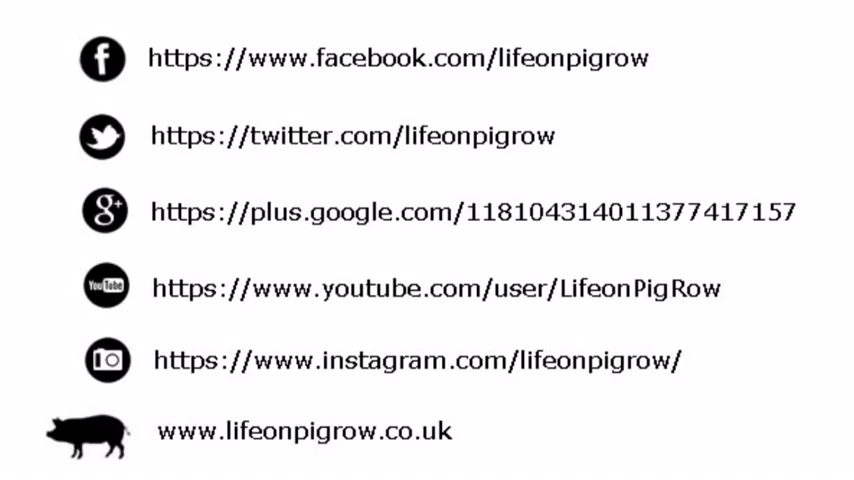 f https://www.facebook.com/lifeonpigrow
https://twitter.com/lifeonpigrow
g+ https://plus.google.com/118104314011377417157
YouTube https://www.youtube.com/user/LifeonPigRow
https://www.instagram.com/lifeonpigrow/
www.lifeonpigrow.co.uk